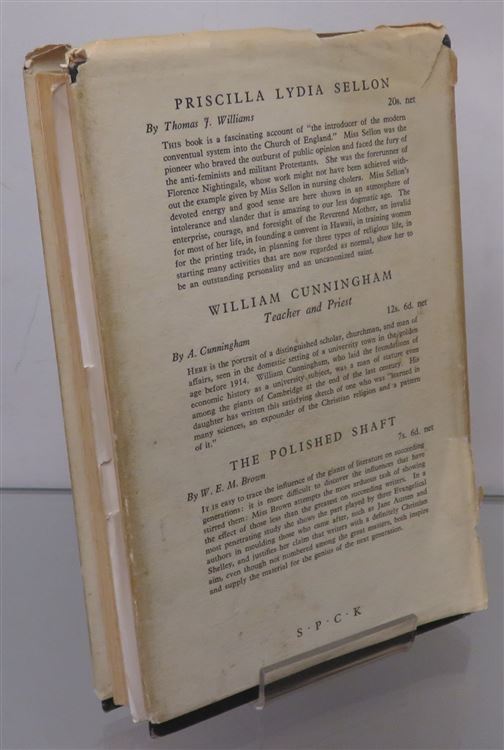 PRISCILLA LYDIA SELLON
By Thomas J. Williams 20s. net
THIS book is a fascinating account of "the introducer of the modern
conventual system into the Church of England." Miss Sellon was the
pioneer who braved the outburst of public opinion and faced the fury of
the anti-feminists and militant Protestants. She was the forerunner of
Florence Nightingale, whose work might not have been achieved with-
out the example given by Miss Sellon in nursing cholera. Miss Sellon's
devoted energy and good sense are here shown in an atmosphere of
intolerance and slander that is amazing to our less dogmatic age. The
enterprise, courage, and foresight of the Reverend Mother, an invalid
for most of her life, in founding a convent in Hawaii, in training women
for the printing trade, in planning for three types of religious life, in
starting many activities that are now regarded as normal, show her to
be an outstanding personality and an uncanonized saint.
WILLIAM CUNNINGHAM
Teacher and Priest
By A. Cunningham 12s. 6d. net
HERE is the portrait of a distinguished scholar, churchman, and man of
affairs, seen in the domestic setting of a university town in the golden
age before 1914. William Cunningham, who laid the foundations of
economic history as a university subject, was a man of stature even
among the giants of Cambridge at the end of the last century. His
daughter has written this satisfying sketch of one who was "learned in
many sciences, an expounder of the Christian religion and a pattern
of it."
THE POLISHED SHAFT
By W. E. M. Brown 7s. 6d. net
IT IS easy to trace the influence of the giants of literature on succeeding
generations: it is more difficult to discover the influences that have
stirred them: Miss Brown attempts the more arduous task of showing
the effect of those less than the greatest on succeeding writers. In a
most penetrating study she shows the part played by three Evangelical
authors in moulding those who came after, such as Jane Austen and
Shelley, and justifies her claim that writers with a definitely Christian
aim, even though not numbered among the great masters, both inspire
and supply the material for the genius of the next generation.
S · P · C · K